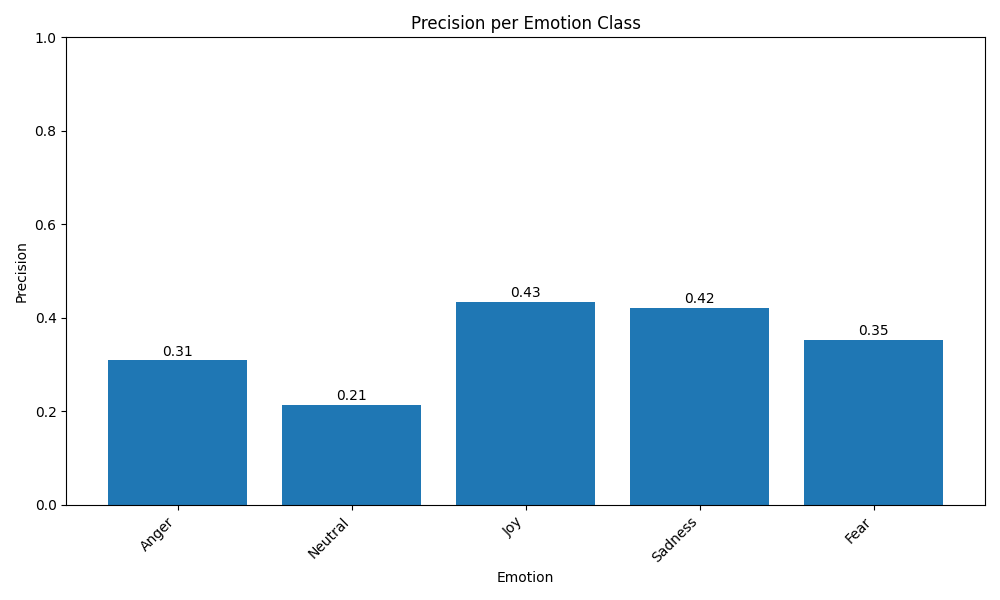 Precision per Emotion Class
1.0
0.8
0.6
0.4
0.2
0.0
Precision
0.31
0.21
0.43
0.42
0.35
Anger
Neutral
Joy
Sadness
Fear
Emotion